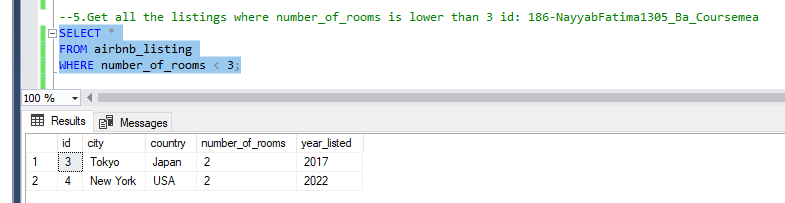 --5.Get all the listings where number_of_rooms is lower than 3 id: 186-NayyabFatima1305_Ba_Coursemea
SELECT *
FROM airbnb_listing
WHERE number_of_rooms < 3;
100 %
Results Messages
id city country number_of_rooms year_listed
1 3 Tokyo Japan 2 2017
2 4 New York USA 2 2022